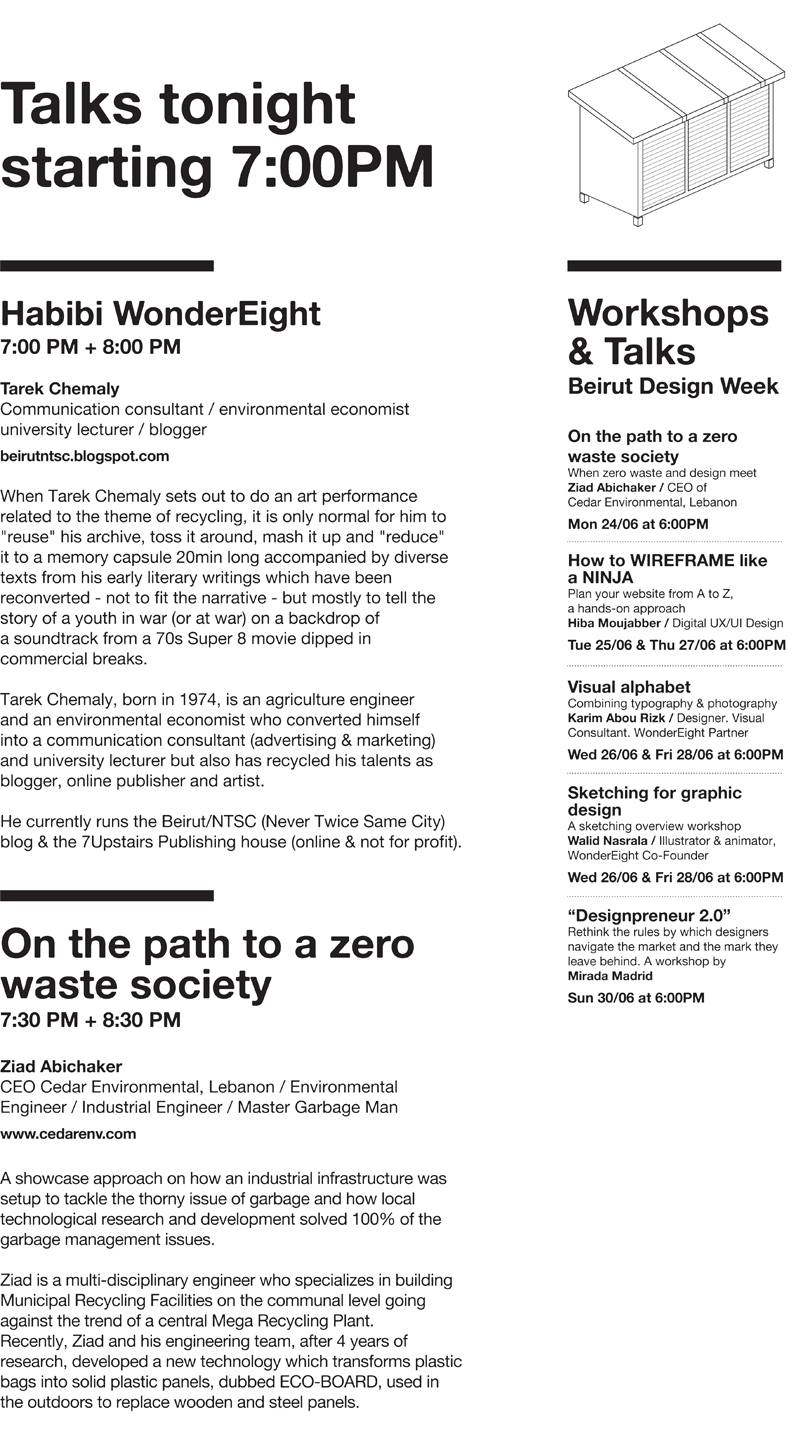 Talks tonight
starting 7:00PM
Habibi WonderEight
7:00 PM + 8:00 PM
Tarek Chemaly
Communication consultant / environmental economist
university lecturer / blogger
beirutntsc.blogspot.com
When Tarek Chemaly sets out to do an art performance
related to the theme of recycling, it is only normal for him to
"reuse" his archive, toss it around, mash it up and "reduce"
it to a memory capsule 20min long accompanied by diverse
texts from his early literary writings which have been
reconverted - not to fit the narrative - but mostly to tell the
story of a youth in war (or at war) on a backdrop of
a soundtrack from a 70s Super 8 movie dipped in
commercial breaks.
Tarek Chemaly, born in 1974, is an agriculture engineer
and an environmental economist who converted himself
into a communication consultant (advertising & marketing)
and university lecturer but also has recycled his talents as
blogger, online publisher and artist.
He currently runs the Beirut/NTSC (Never Twice Same City)
blog & the 7Upstairs Publishing house (online & not for profit).
On the path to a zero
waste society
7:30 PM + 8:30 PM
Ziad Abichaker
CEO Cedar Environmental, Lebanon / Environmental
Engineer / Industrial Engineer / Master Garbage Man
www.cedarenv.com
A showcase approach on how an industrial infrastructure was
setup to tackle the thorny issue of garbage and how local
technological research and development solved 100% of the
garbage management issues.
Ziad is a multi-disciplinary engineer who specializes in building
Municipal Recycling Facilities on the communal level going
against the trend of a central Mega Recycling Plant.
Recently, Ziad and his engineering team, after 4 years of
research, developed a new technology which transforms plastic
bags into solid plastic panels, dubbed ECO-BOARD, used in
the outdoors to replace wooden and steel panels.
Workshops
& Talks
Beirut Design Week
On the path to a zero
waste society
When zero waste and design meet
Ziad Abichaker / CEO of
Cedar Environmental, Lebanon
Mon 24/06 at 6:00PM
How to WIREFRAME like
a NINJA
Plan your website from A to Z,
a hands-on approach
Hiba Moujabber / Digital UX/UI Design
Tue 25/06 & Thu 27/06 at 6:00PM
Visual alphabet
Combining typography & photography
Karim Abou Rizk / Designer. Visual
Consultant. WonderEight Partner
Wed 26/06 & Fri 28/06 at 6:00PM
Sketching for graphic
design
A sketching overview workshop
Walid Nasrala / Illustrator & animator,
WonderEight Co-Founder
Wed 26/06 & Fri 28/06 at 6:00PM
“Designpreneur 2.0”
Rethink the rules by which designers
navigate the market and the mark they
leave behind. A workshop by
Mirada Madrid
Sun 30/06 at 6:00PM